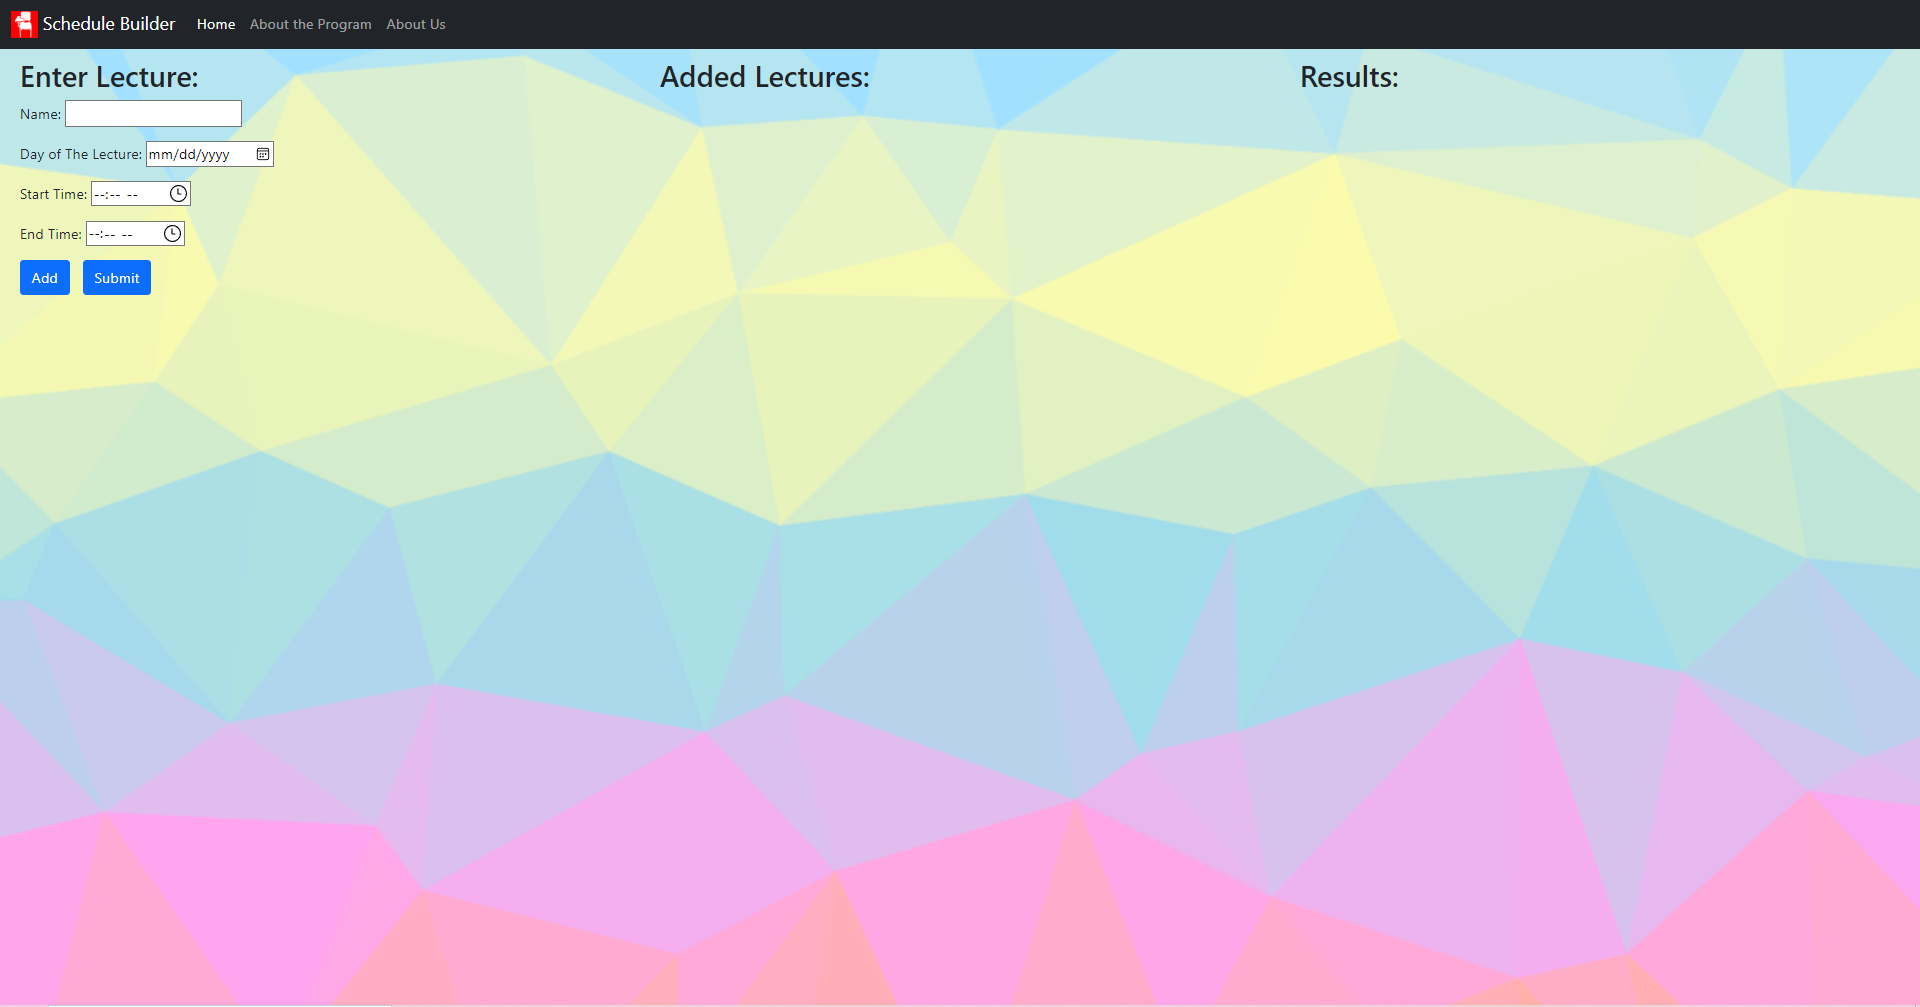 Schedule Builder Home About the Program About Us
Enter Lecture:
Name:
Day of The Lecture: mm/dd/yyyy
Start Time: --:-- --
End Time: --:-- --
Add Submit
Added Lectures:
Results: